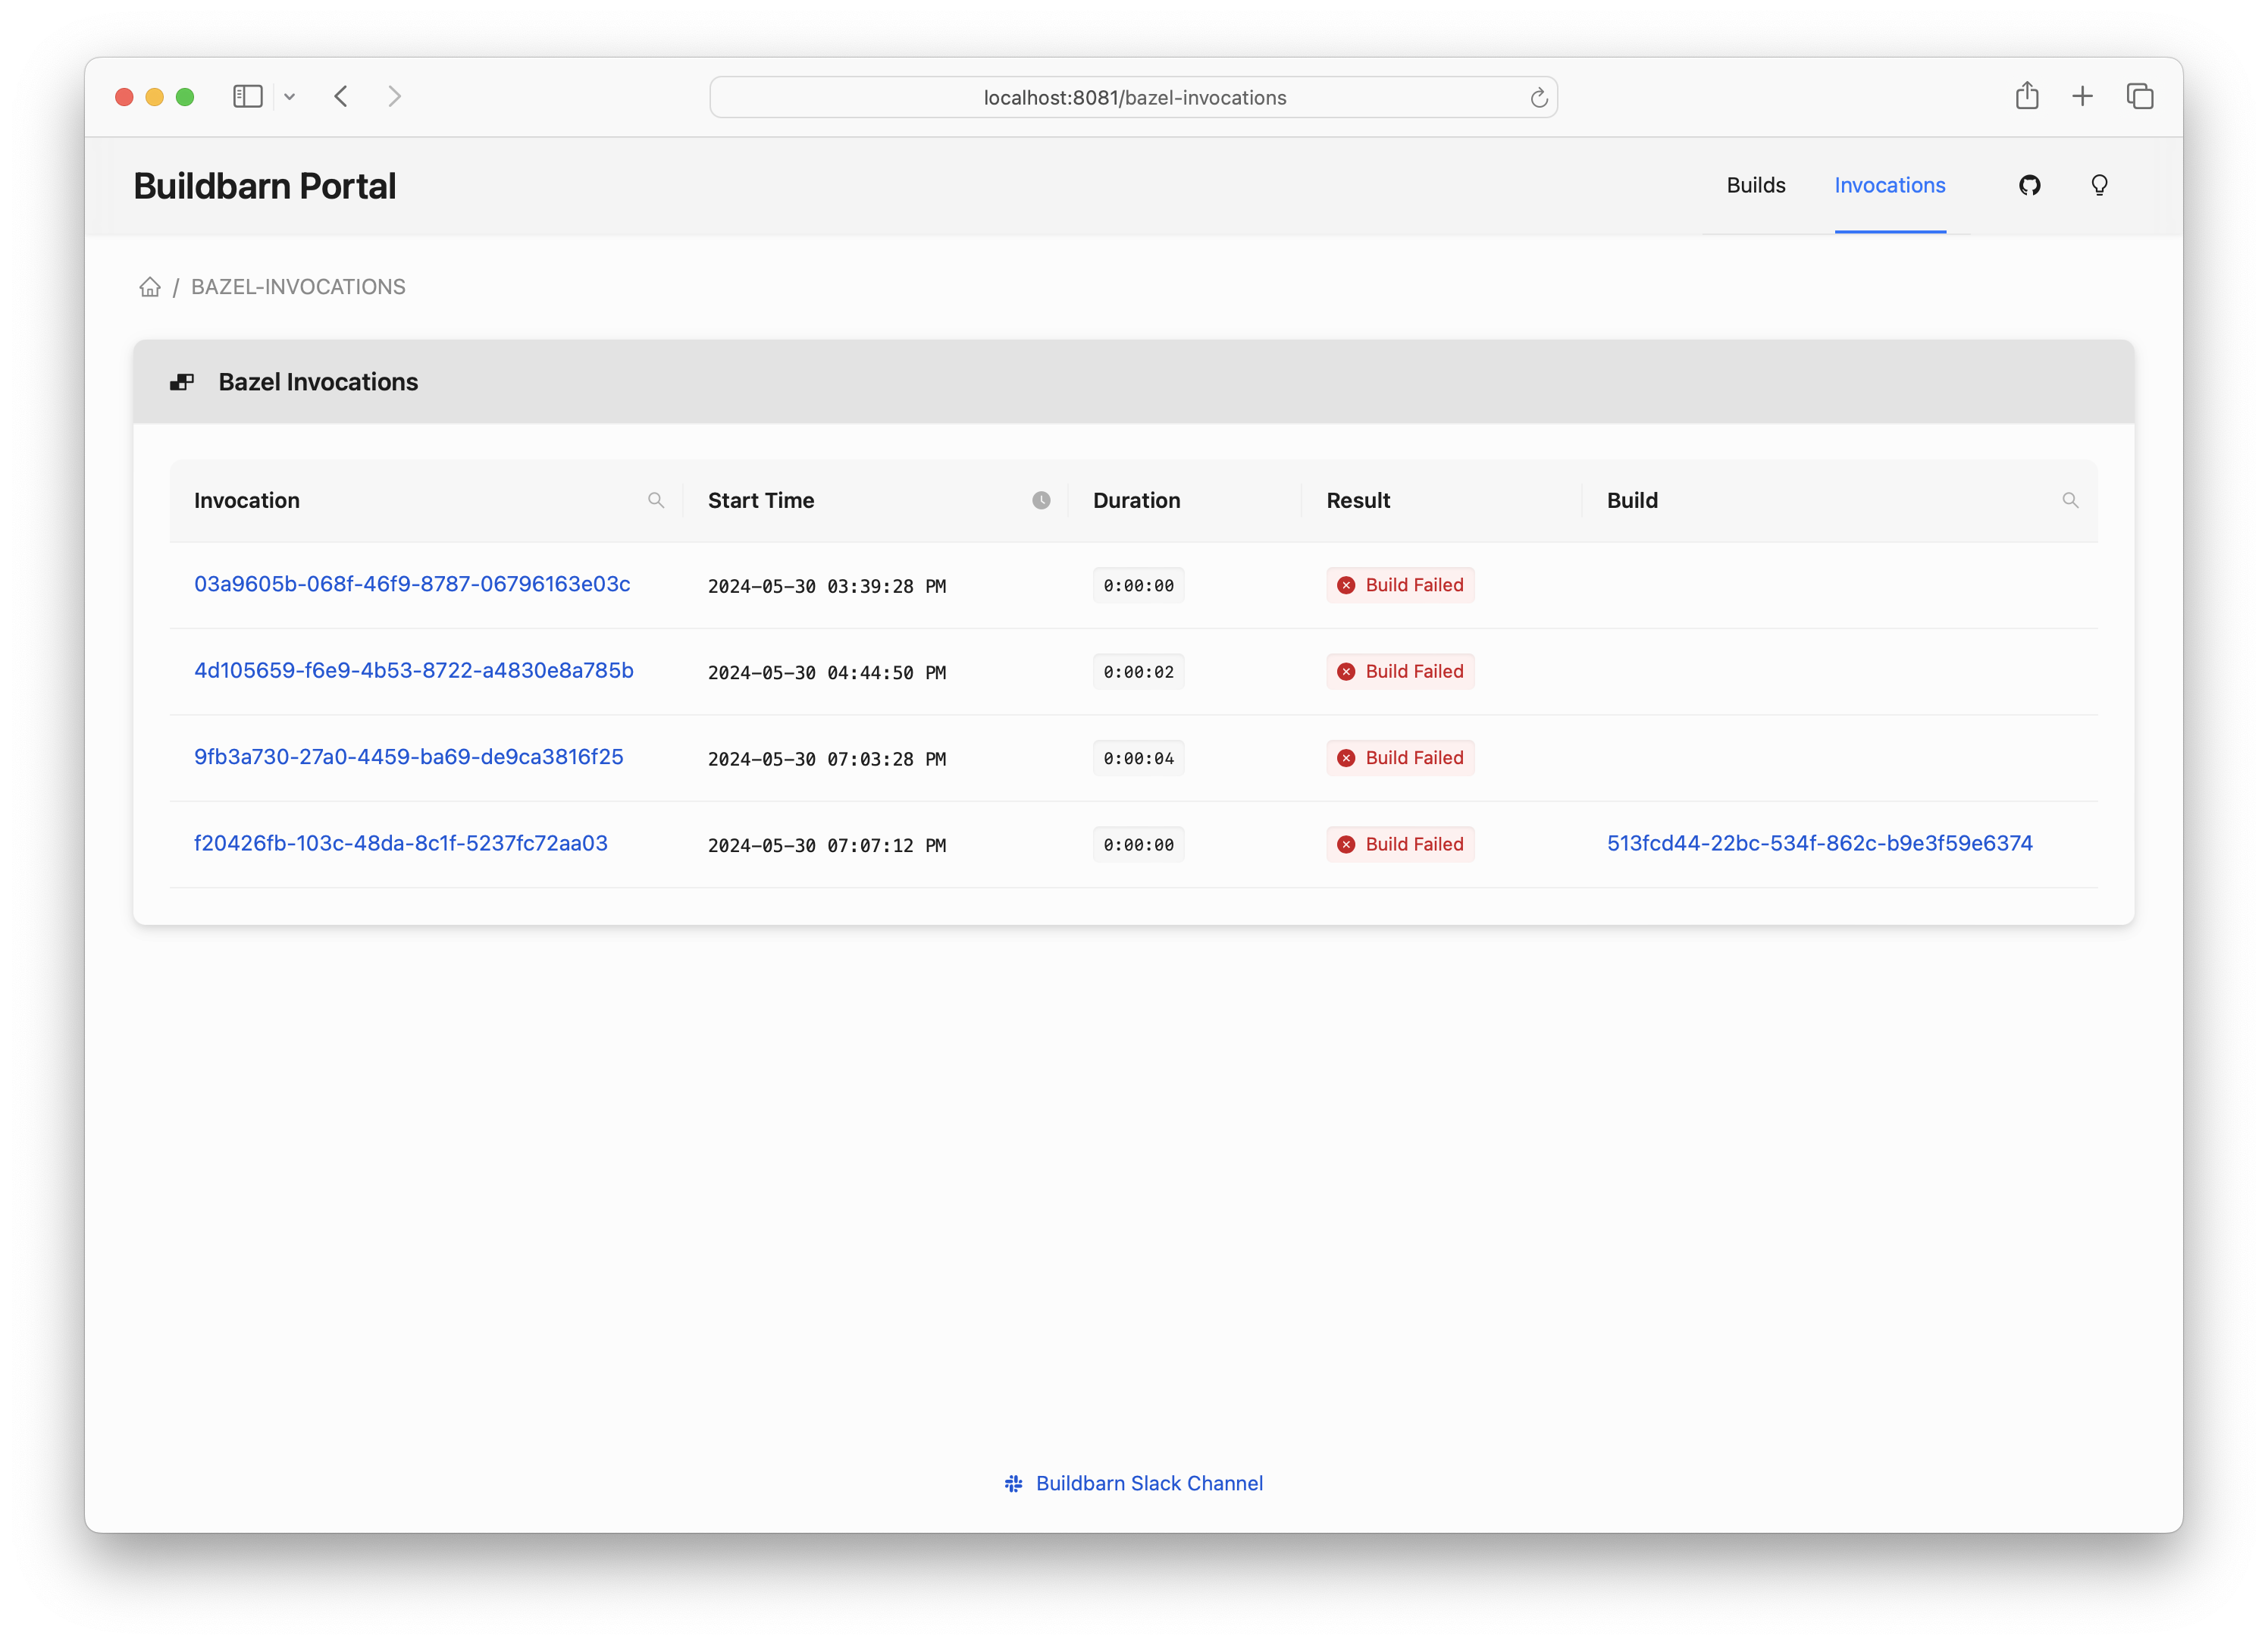 localhost:8081/bazel-invocations
Buildbarn Portal
Builds
Invocations
/ BAZEL-INVOCATIONS
Bazel Invocations
Invocation Start Time Duration Result Build
03a9605b-068f-46f9-8787-06796163e03c 2024-05-30 03:39:28 PM 0:00:00 Build Failed
4d105659-f6e9-4b53-8722-a4830e8a785b 2024-05-30 04:44:50 PM 0:00:02 Build Failed
9fb3a730-27a0-4459-ba69-de9ca3816f25 2024-05-30 07:03:28 PM 0:00:04 Build Failed
f20426fb-103c-48da-8c1f-5237fc72aa03 2024-05-30 07:07:12 PM 0:00:00 Build Failed 513fcd44-22bc-534f-862c-b9e3f59e6374
Buildbarn Slack Channel